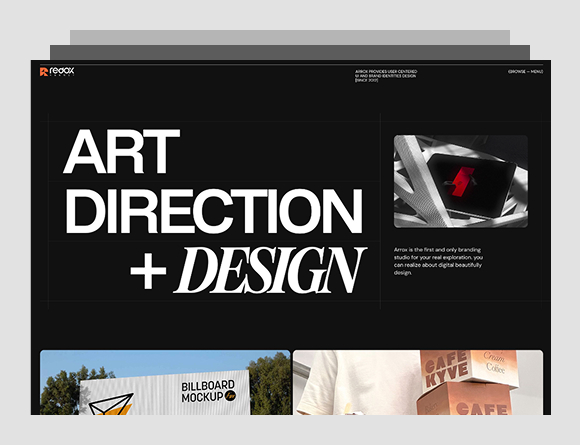 redox
ARROX PROVIDES USER CENTERED
UI AND BRAND IDENTITICS DESIGN
[SINCE 2012]
(BROWSE — MENU)
ART
DIRECTION
+ DESIGN
Arrox is the first and only branding
studio for your real exploration. you
can realize about digital beautifully
design.
BILLBOARD
MOCKUP
CAFE
KYVE
Cream
Coffee
CAFE